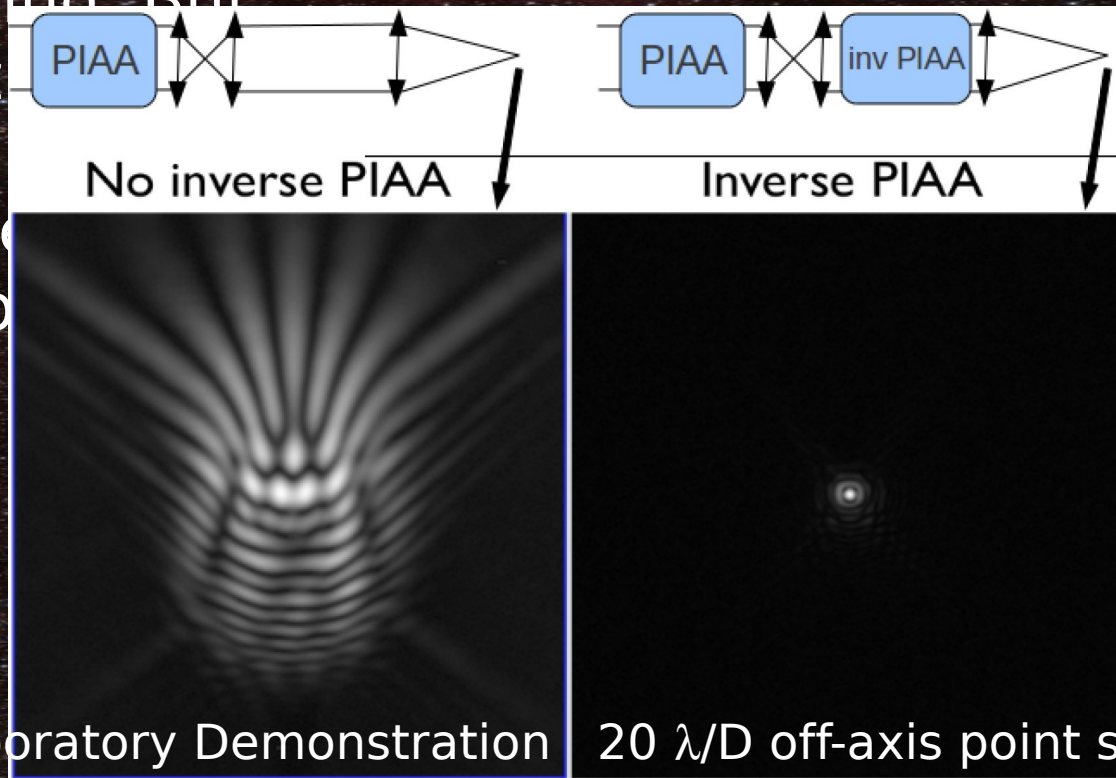 PIAA
PIAA
inv PIAA
No inverse PIAA
Inverse PIAA
oratory Demonstration
20 λ/D off-axis point s